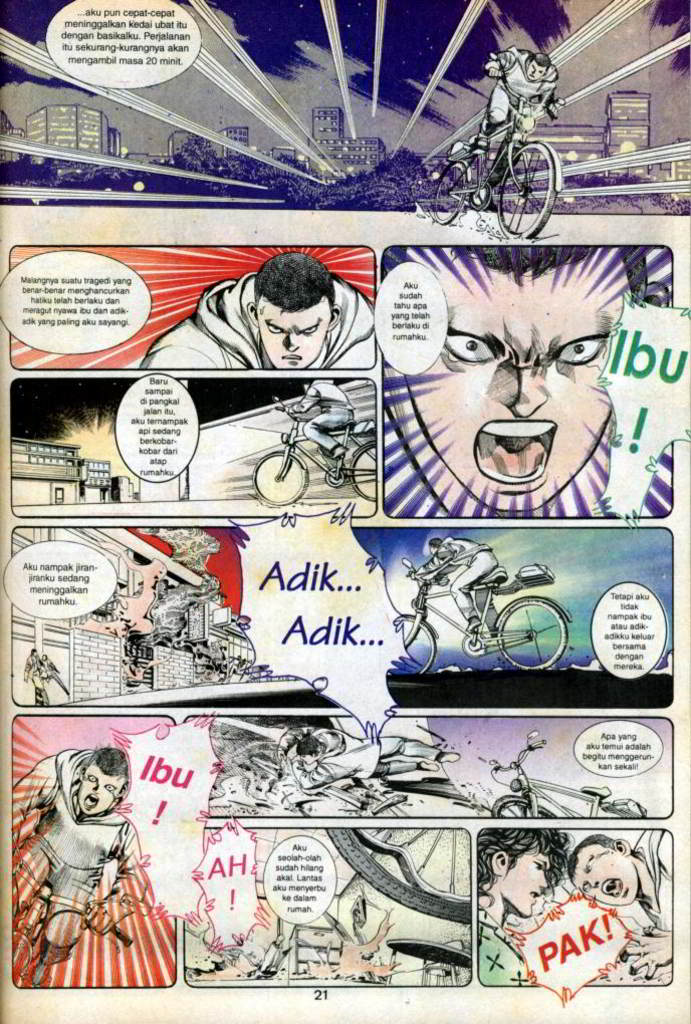 ...aku pun cepat-cepat
meninggalkan kedai ubat itu
dengan basikalku. Perjalanan
itu sekurang-kurangnya akan
mengambil masa 20 minit.
Malangnya suatu tragedi yang
benar-benar menghancurkan
hatiku telah berlaku dan
meragut nyawa ibu dan adik-
adik yang paling aku sayangi.
Baru
sampai
di pangkal
jalan itu,
aku ternampak
api sedang
berkobar-
kobar dari
atap
rumahku.
Aku
sudah
tahu apa
yang telah
berlaku di
rumahku.
Ibu
!
Aku nampak jiran-
jiranku sedang
meninggalkan
rumahku.
Adik...
Adik...
Tetapi aku
tidak
nampak ibu
atau adik-
adikku keluar
bersama
dengan
mereka.
Ibu
!
Apa yang
aku temui adalah
begitu menggerun-
kan sekali!
AH
!
Aku
seolah-olah
sudah hilang
akal. Lantas
aku menyerbu
ke dalam
rumah.
PAK!
21